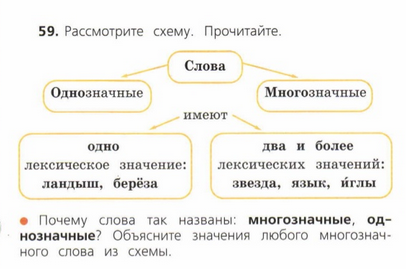 59. Рассмотрите схему. Прочитайте.
Слова
Однозначные
Многозначные
имеют
одно
лексическое значение:
ландыш, берёза
два и более
лексических значений:
звезда, язык, и́глы
● Почему слова так названы: многозначные, од-
нозначные? Объясните значения любого многознач-
ного слова из схемы.